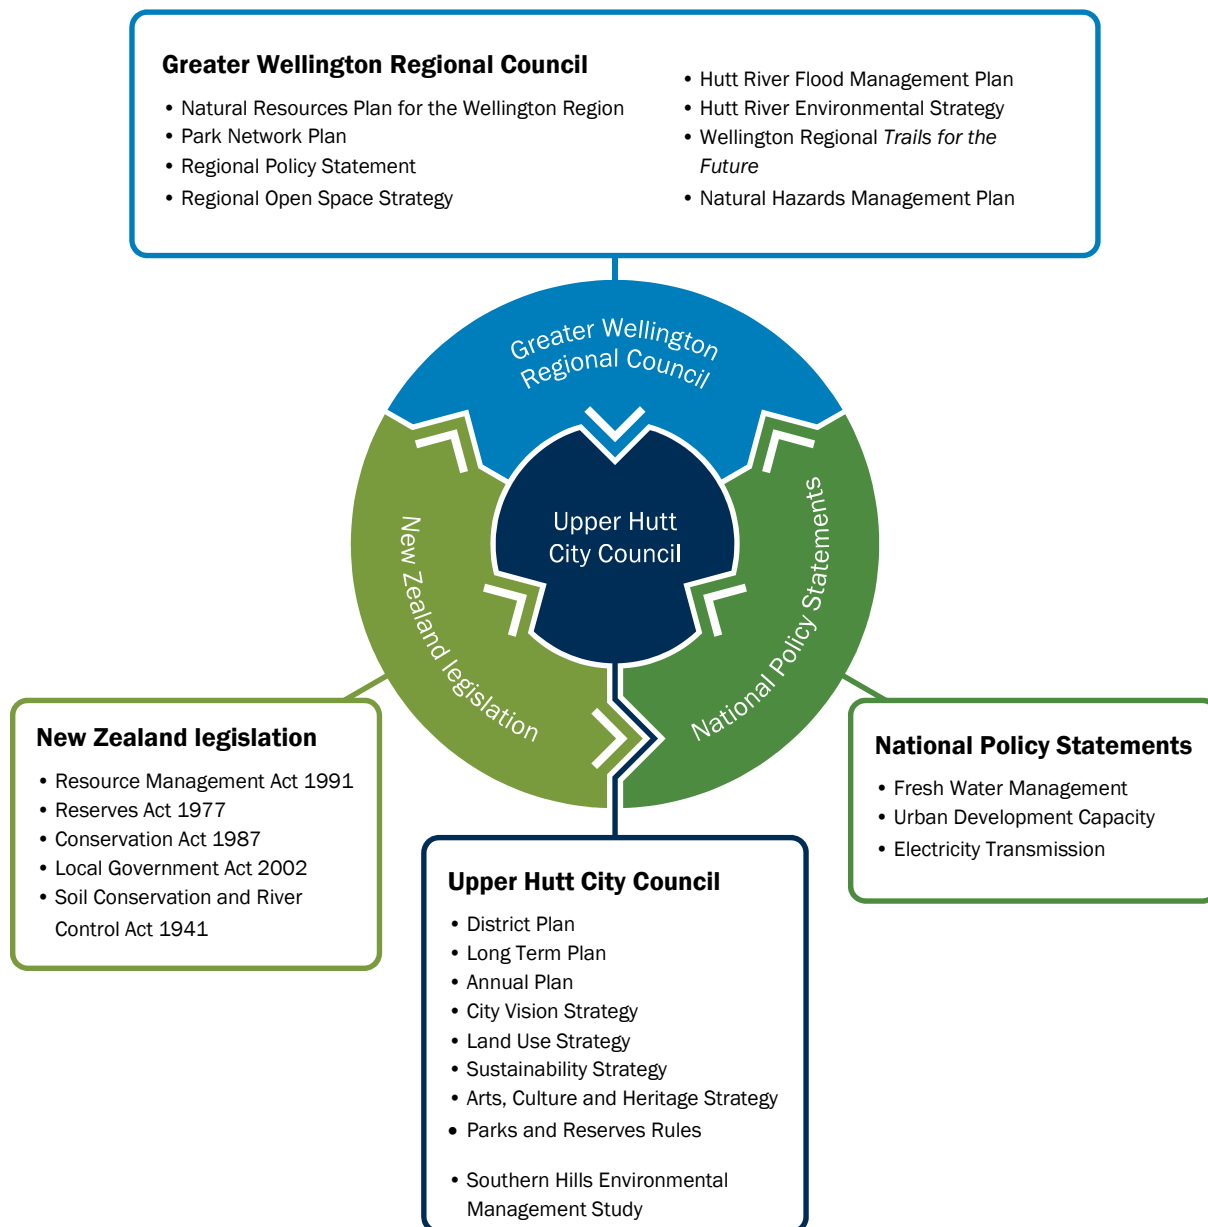 Greater Wellington Regional Council
• Natural Resources Plan for the Wellington Region
• Park Network Plan
• Regional Policy Statement
• Regional Open Space Strategy
• Hutt River Flood Management Plan
• Hutt River Environmental Strategy
• Wellington Regional Trails for the
Future
• Natural Hazards Management Plan
Greater Wellington
Regional Council
Upper Hutt
City Council
New Zealand legislation
National Policy Statements
New Zealand legislation
• Resource Management Act 1991
• Reserves Act 1977
• Conservation Act 1987
• Local Government Act 2002
• Soil Conservation and River
Control Act 1941
National Policy Statements
• Fresh Water Management
• Urban Development Capacity
• Electricity Transmission
Upper Hutt City Council
• District Plan
• Long Term Plan
• Annual Plan
• City Vision Strategy
• Land Use Strategy
• Sustainability Strategy
• Arts, Culture and Heritage Strategy
• Parks and Reserves Rules
• Southern Hills Environmental
Management Study